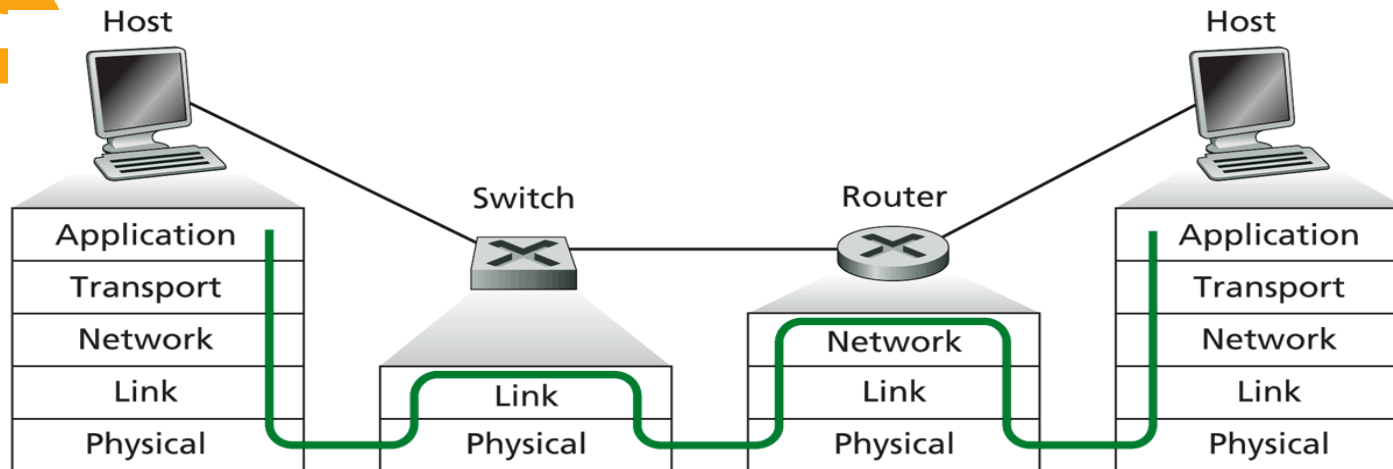 Host
Host
Switch
Router
Application
Transport
Network
Link
Physical
Link
Physical
Network
Link
Physical
Application
Transport
Network
Link
Physical